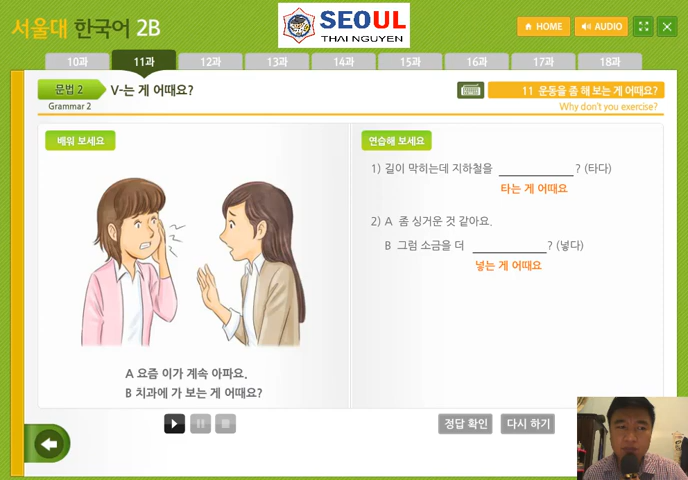 서울대 한국어 2B
SEOUL
THAI NGUYEN
HOME
AUDIO
10과
11과
12과
13과
14과
15과
16과
17과
18과
문법 2
Grammar 2
V-는 게 어때요?
11 운동을 좀 해 보는 게 어때요?
Why don't you exercise?
배워 보세요
A 요즘 이가 계속 아파요.
B 치과에 가 보는 게 어때요?
연습해 보세요
1) 길이 막히는데 지하철을 ? (타다)
타는 게 어때요
2) A 좀 싱거운 것 같아요.
B 그럼 소금을 더 ? (넣다)
넣는 게 어때요
정답 확인
다시 하기